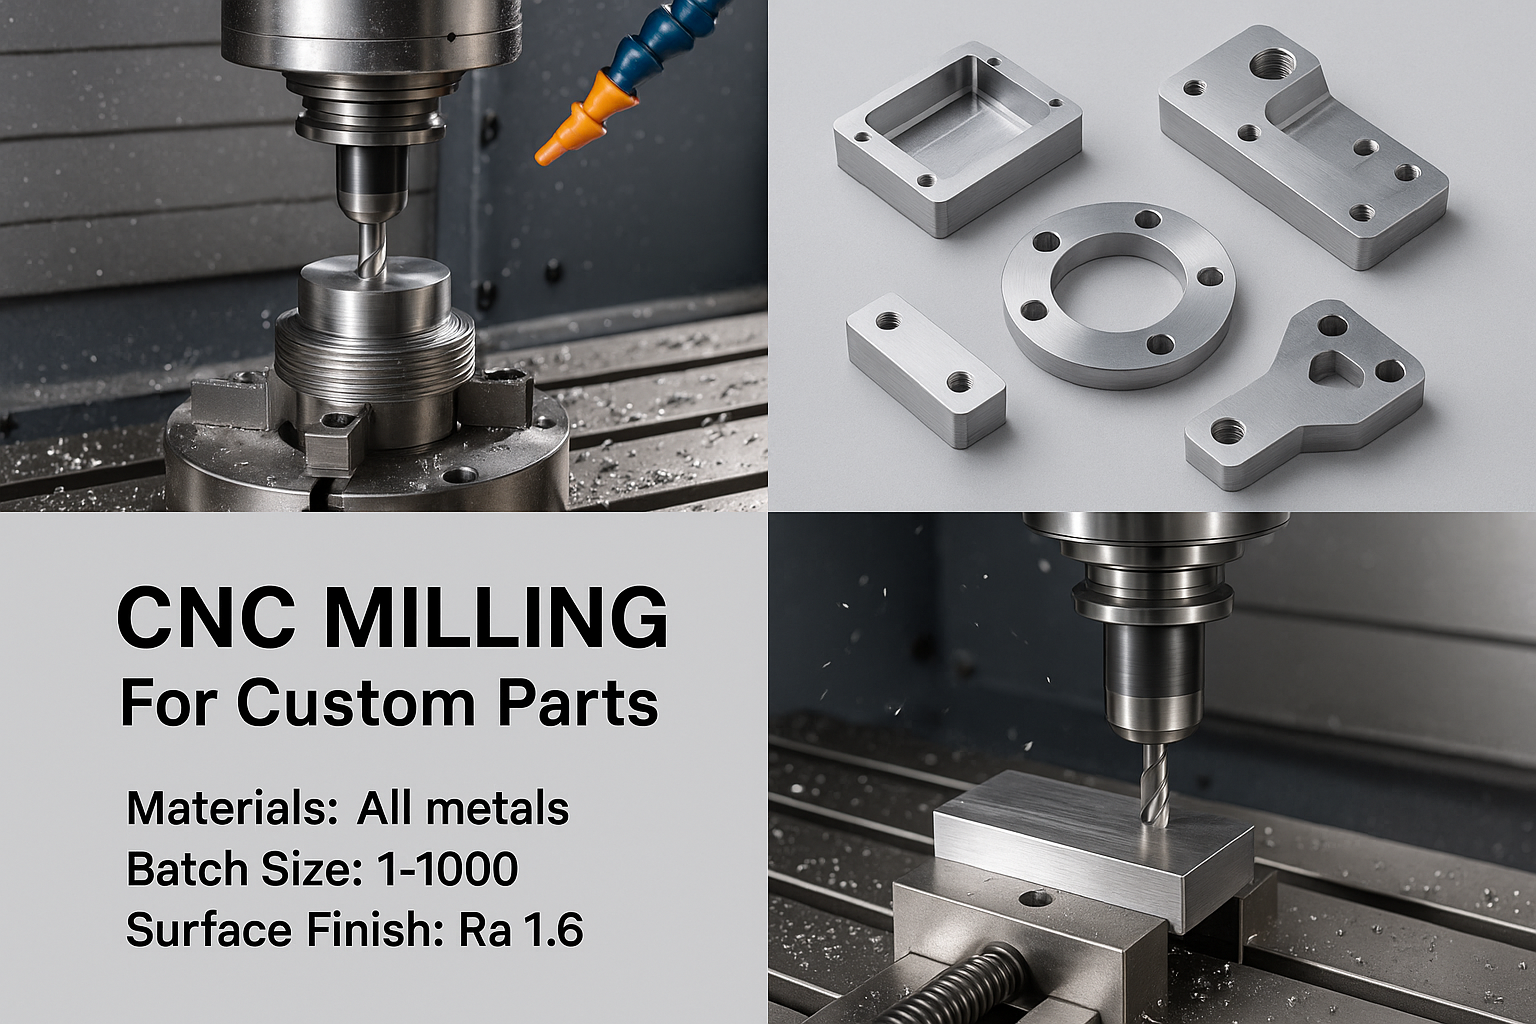 CNC MILLING
For Custom Parts
Materials: All metals
Batch Size: 1-1000
Surface Finish: Ra 1.6